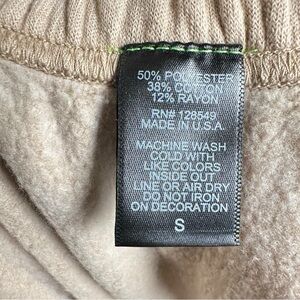 50% POLYESTER
38% COTTON
12% RAYON
RN# 128549
MADE IN U.S.A.
MACHINE WASH
COLD WITH
LIKE COLORS
INSIDE OUT
LINE OR AIR DRY
DO NOT IRON
ON DECORATION
S